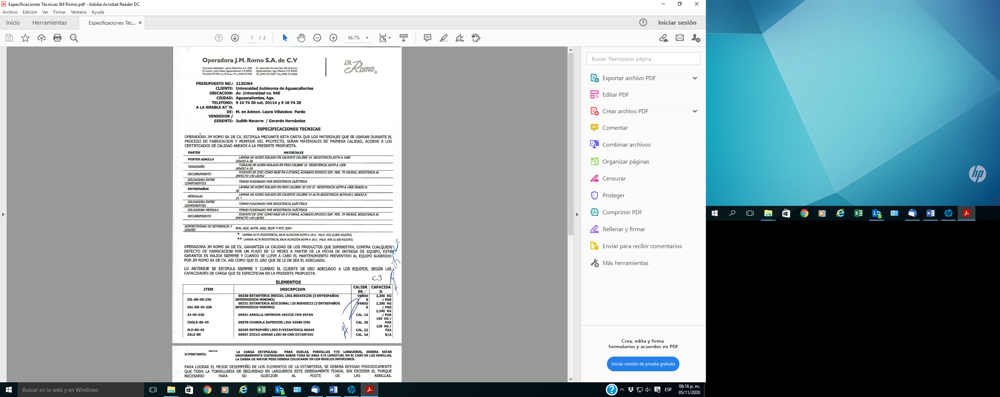 Especificaciones Técnicas JM Romo.pdf - Adobe Acrobat Reader DC
Archivo Edición Ver Firmar Ventana Ayuda
Inicio Herramientas Especificaciones Téc... ×
Iniciar sesión
1 / 2
66.7%
Operadora J.M. Romo S.A. de C.V
Carretera Valladolid - Jesús María Km 4.5 1020 Dr. Jesús Díaz de León No. 405 El Encino
El Centro, Jesús María, Aguascalientes C.P. 20902 Aguascalientes, Ags. México C.P. 20240
Tel. (449) 910 3700 con 35 líneas / Fax. (449) 910 3720 Tel. (449) 910 3600 / Fax. (449) 910 3636
J.M. Romo ®
PRESUPUESTO NO.: 1130364
CLIENTE: Universidad Autónoma de Aguascalientes
UBICACION: Av. Universidad no. 940
CIUDAD: Aguascalientes, Ags.
TELEFONO: 9 10 74 00 ext. 20114 y 9 10 74 28
A LA AMABLE AT´N.
DE: M. en Admon. Laura Villalobos Pardo
VENDEDOR /
GERENTE: Judith Navarro / Gerardo Hernández
ESPECIFICACIONES TECNICAS
OPERADORA JM ROMO SA DE CV, ESTIPULA MEDIANTE ESTA CARTA QUE LOS MATERIALES QUE SE USARAN DURANTE EL
PROCESO DE FABRICACION Y MONTAJE DEL PROYECTO, SERAN MATERIALES DE PRIMERA CALIDAD, ACORDE A LOS
CERTIFICADOS DE CALIDAD ANEXOS A LA PRESENTE PROPUESTA.
PARTES MATERIALES
POSTES ASNILLA LAMINA DE ACERO ROLADO EN CALIENTE CALIBRE 14 RESISTENCIA ASTM A 1008
GRADO A-36
TRAVESAÑO TUBULAR DE ACERO ROLADO EN FRIO CALIBRE 16 RESISTENCIA ASTM A 1008
GRADO A-36
RECUBRIMIENTO FOSFATO DE ZINC COMO BASE EN 6 ETAPAS, ACABADO EPOXICO ESP. MIN. 70 MICRAS, RESISTENCA AL
IMPACTO 140 LB/IN2
SOLDADURA ENTRE
COMPONENTES TERMO FUSIONADO POR RESISTENCIA ELÉCTRICA
ENTREPAÑOS LAMINA DE ACERO ROLADO EN FRIO CALIBRE 20 Y/O 22 RESISTENCIA ASTM A 1008 GRADO A-
36
MÉNSULAS LAMINA DE ACERO ROLADO EN CALIENTE CALIBRE 14 ALTA RESISTENCIA ASTM1011 GRADO A-
55 *
SOLDADURA ENTRE
COMPONENTES TERMO FUSIONADO POR RESISTENCIA ELÉCTRICA
SOLDADURA MENSULA TERMO FUSIONADO POR RESISTENCIA ELÉCTRICA
RECUBRIMIENTO FOSFATO DE ZINC COMO BASE EN 6 ETAPAS, ACABADO EPOXICO ESP. MIN. 70 MICRAS, RESISTENCA AL
IMPACTO 140 LB/IN2
NORMATIVIDAD DE REFERENCIA Y
DISEÑO RMI, AISI, ASTM, AISC, RCDF Y NTC 2004
* LAMINA ALTA RESISTENCIA, BAJA ALEACION ASTM A 1011 HSLA A55 (3,800 KG/CM2)
** LAMINA ALTA RESISTENCIA, BAJA ALEACION ASTM A 1011 HSLA A50 (3,500 KG/CM2)
OPERADORA JM ROMO SA DE CV, GARANTIZA LA CALIDAD DE LOS PRODUCTOS QUE SUMINISTRA, CONTRA CUALQUIER
DEFECTO DE FABRICACION POR UN PLAZO DE 12 MESES A PARTIR DE LA FECHA DE ENTREGA DE EQUIPO, ESTA
GARANTIA ES VALIDA SIEMPRE Y CUANDO SE LLEVE A CABO EL MANTENIMIENTO PREVENTIVO AL EQUIPO SUGERIDO
POR JM ROMO SA DE CV, ASI COMO QUE EL USO QUE SE LE DE SEA EL ADECUADO.
LO ANTERIOR SE ESTIPULA SIEMPRE Y CUANDO EL CLIENTE DE USO ADECUADO A LOS EQUIPOS, SEGÚN LAS
CAPACIDADES DE CARGA QUE SE ESPECIFICAN EN LA PRESENTE PROPUESTA.
ELEMENTOS
ITEM DESCRPCION CALIBR ES CAPACIDA D
EIL-80-45-236 00330 ESTANTERIA INICIAL LISA 80X45X236 (3 ENTREPAÑOS INTERMEDIOS MINIMO) VARIO S 2,200 KG / PAR
EAL-80-45-236 00331 ESTANTERIA ADICIONAL LIS 80X45X23 (3 ENTREPAÑOS INTERMEDIOS MINIMO) VARIO S 2,200 KG / PAR
AI-45-236 00551 ASNILLA INFERIOR 45X236 CMS ESTAN CAL. 14 2,200 KG / PAR
CHSLE-80-45 00578 CHAROLA SUPERIOR LISA 45X80 CMS CAL. 20 150 KG / PAR
ELE-80-45 00355 ENTREPAÑO LISO P/ESTANTERIA 80X45 CAL. 22 120 KG / PZA
ZALE-80 00907 ZOCLO ARMAR LISO 80 CMS ESTANTERI CAL. 14 N/A
NOTA
IMPORTANTE: LA CARGA ESTIPULADA PARA DUELAS, PARRILLAS Y/O LARGUEROS, DEBERA ESTAR
UNIFORMEMENTE DISTRIBUIDA SOBRE TODA SU AREA Y/O LONGITUD, EN EL CASO DE LAS ASNILLAS,
LA CARGA DE MAYOR PESO DEBERA COLOCARSE EN LOS NIVELES INFERIORES.
PARA LOGRAR EL MEJOR DESEMPEÑO DE LOS ELEMENTOS DE LA ESTANTERIA, SE DEBERÁ REVISAR PERIODICAMENTE
QUE TODA LA TORNILLERIA DE SEGURIDAD EN LARGUEROS ESTE DEBIDAMENTE FIJADA, SIN EXCEDER EL TORQUE
NECESARIO PARA SU SUJECION AL POSTE DE LAS ASNILLAS.
Buscar 'Reemplazar página'
Exportar archivo PDF
Editar PDF
Crear archivo PDF
Comentar
Combinar archivos
Organizar páginas
Censurar
Proteger
Comprimir PDF
Rellenar y firmar
Enviar para recibir comentarios
Más herramientas
Crea, edita y firma
formularios y acuerdos en PDF
Iniciar versión de prueba gratuita
hp
Buscar en la web y en Windows
ESP
06:16 p. m.
05/11/2020